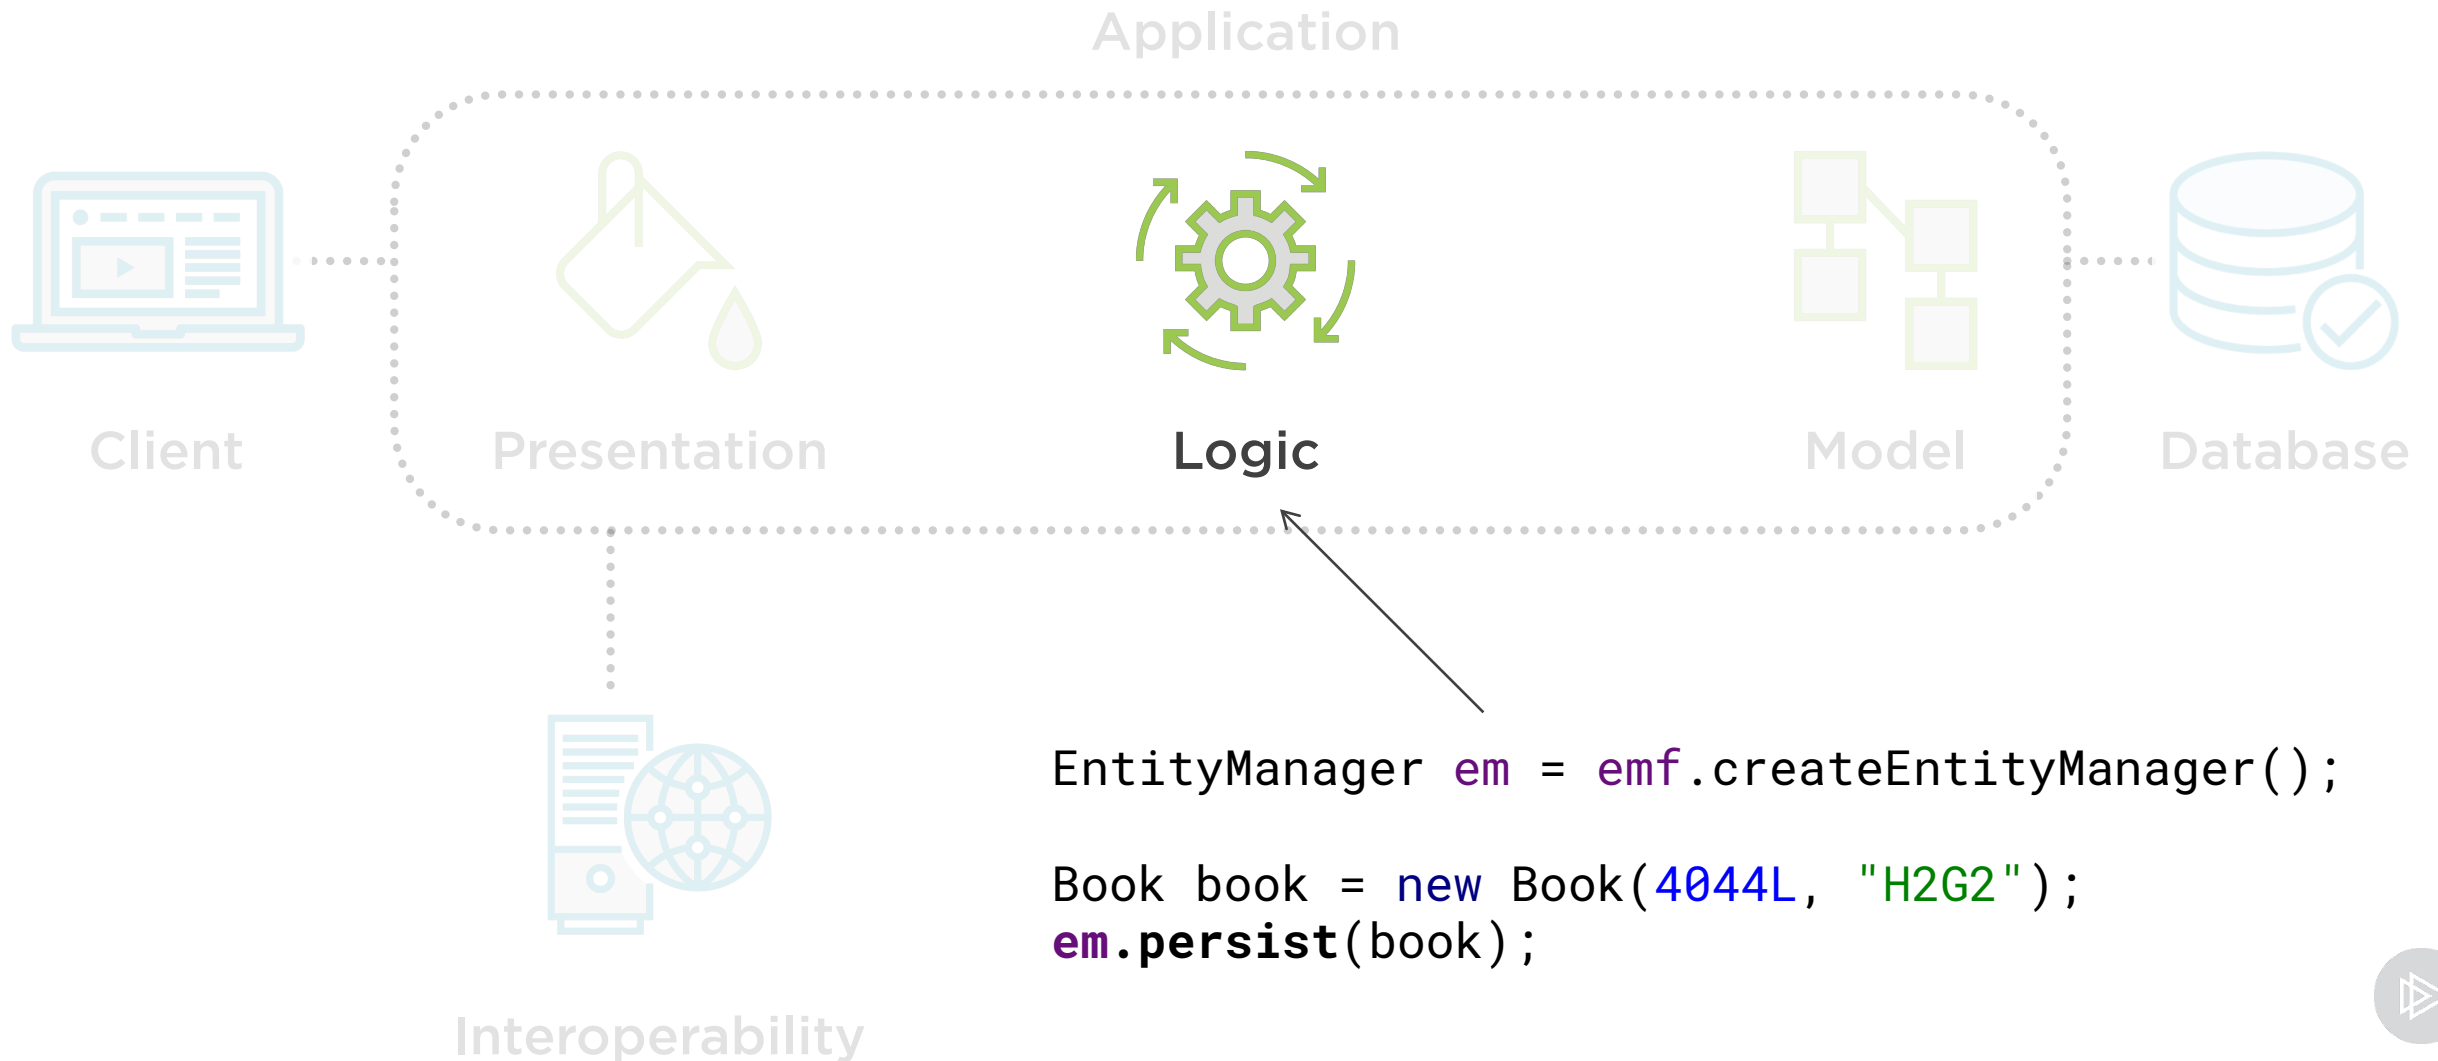 Application
Client
Presentation
Logic
Model
Database
EntityManager em = emf.createEntityManager();
Book book = new Book(4044L, "H2G2");
em.persist(book);
Interoperability